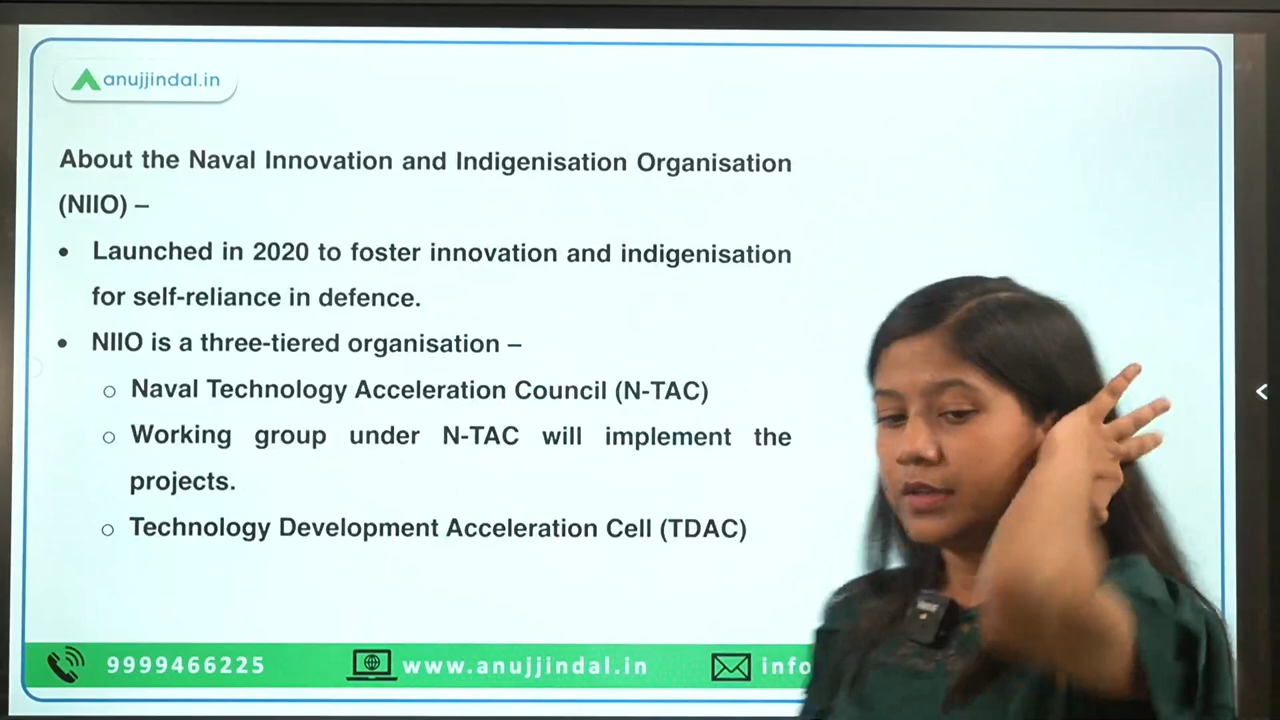 anujjindal.in
About the Naval Innovation and Indigenisation Organisation
(NIIO) –
• Launched in 2020 to foster innovation and indigenisation
for self-reliance in defence.
• NIIO is a three-tiered organisation –
○ Naval Technology Acceleration Council (N-TAC)
○ Working group under N-TAC will implement the
projects.
○ Technology Development Acceleration Cell (TDAC)
9999466225 www.anujjindal.in info